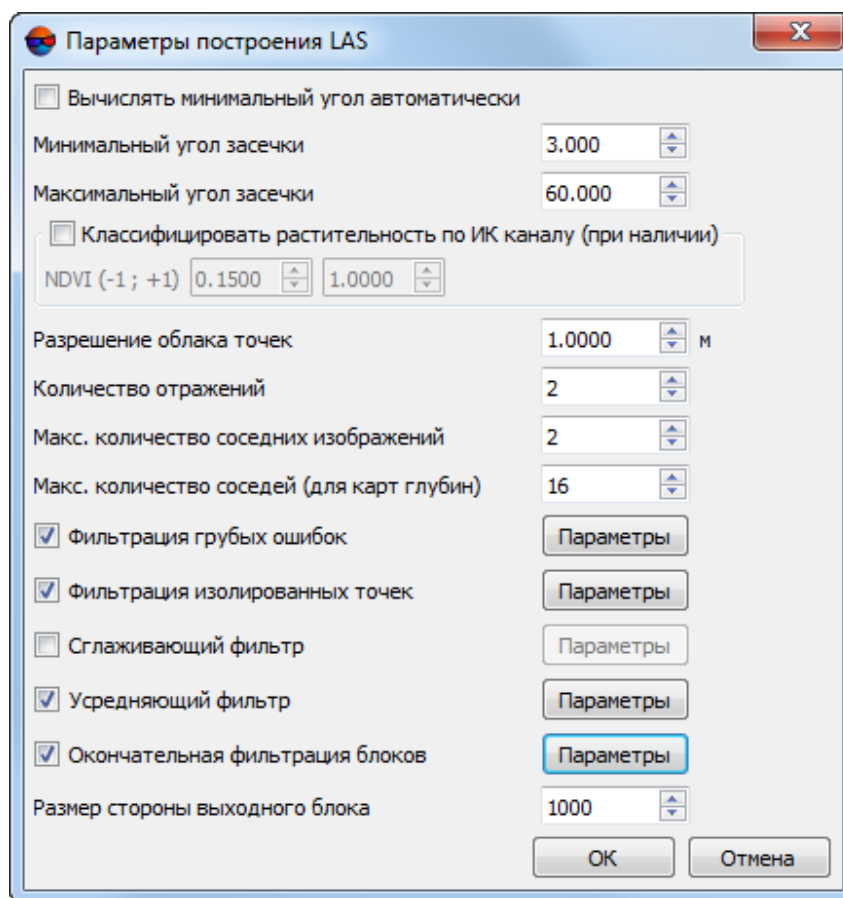 Параметры построения LAS
Вычислять минимальный угол автоматически
Минимальный угол засечки 3.000
Максимальный угол засечки 60.000
Классифицировать растительность по ИК каналу (при наличии)
NDVI (-1 ; +1) 0.1500 1.0000
Разрешение облака точек 1.0000 м
Количество отражений 2
Макс. количество соседних изображений 2
Макс. количество соседей (для карт глубин) 16
Фильтрация грубых ошибок Параметры
Фильтрация изолированных точек Параметры
Сглаживающий фильтр Параметры
Усредняющий фильтр Параметры
Окончательная фильтрация блоков Параметры
Размер стороны выходного блока 1000
OK Отмена